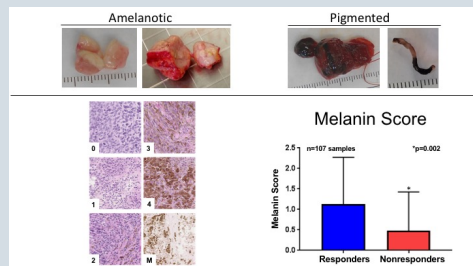 Amelanotic
Pigmented
0
3
1
4
2
M
Melanin Score
n=107 samples
*p=0.002
Melanin Score
2.5
2.0
1.5
1.0
0.5
0.0
*
Responders
Nonresponders